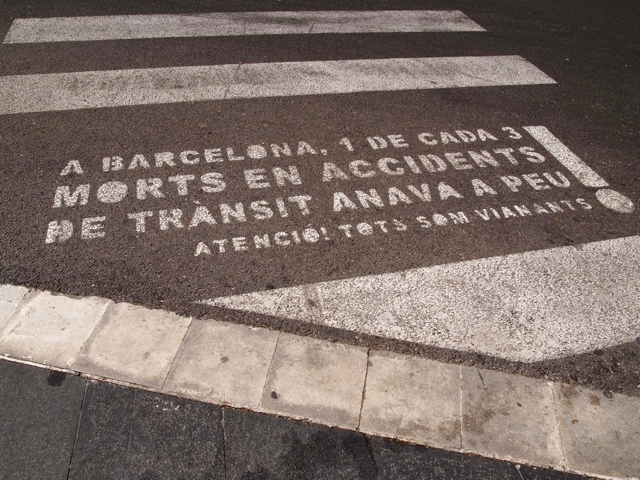 A BARCELONA, 1 DE CADA 3
MORTS EN ACCIDENTS
DE TRÀNSIT ANAVA A PEU!
ATENCIÓ! TOTS SOM VIANANTS